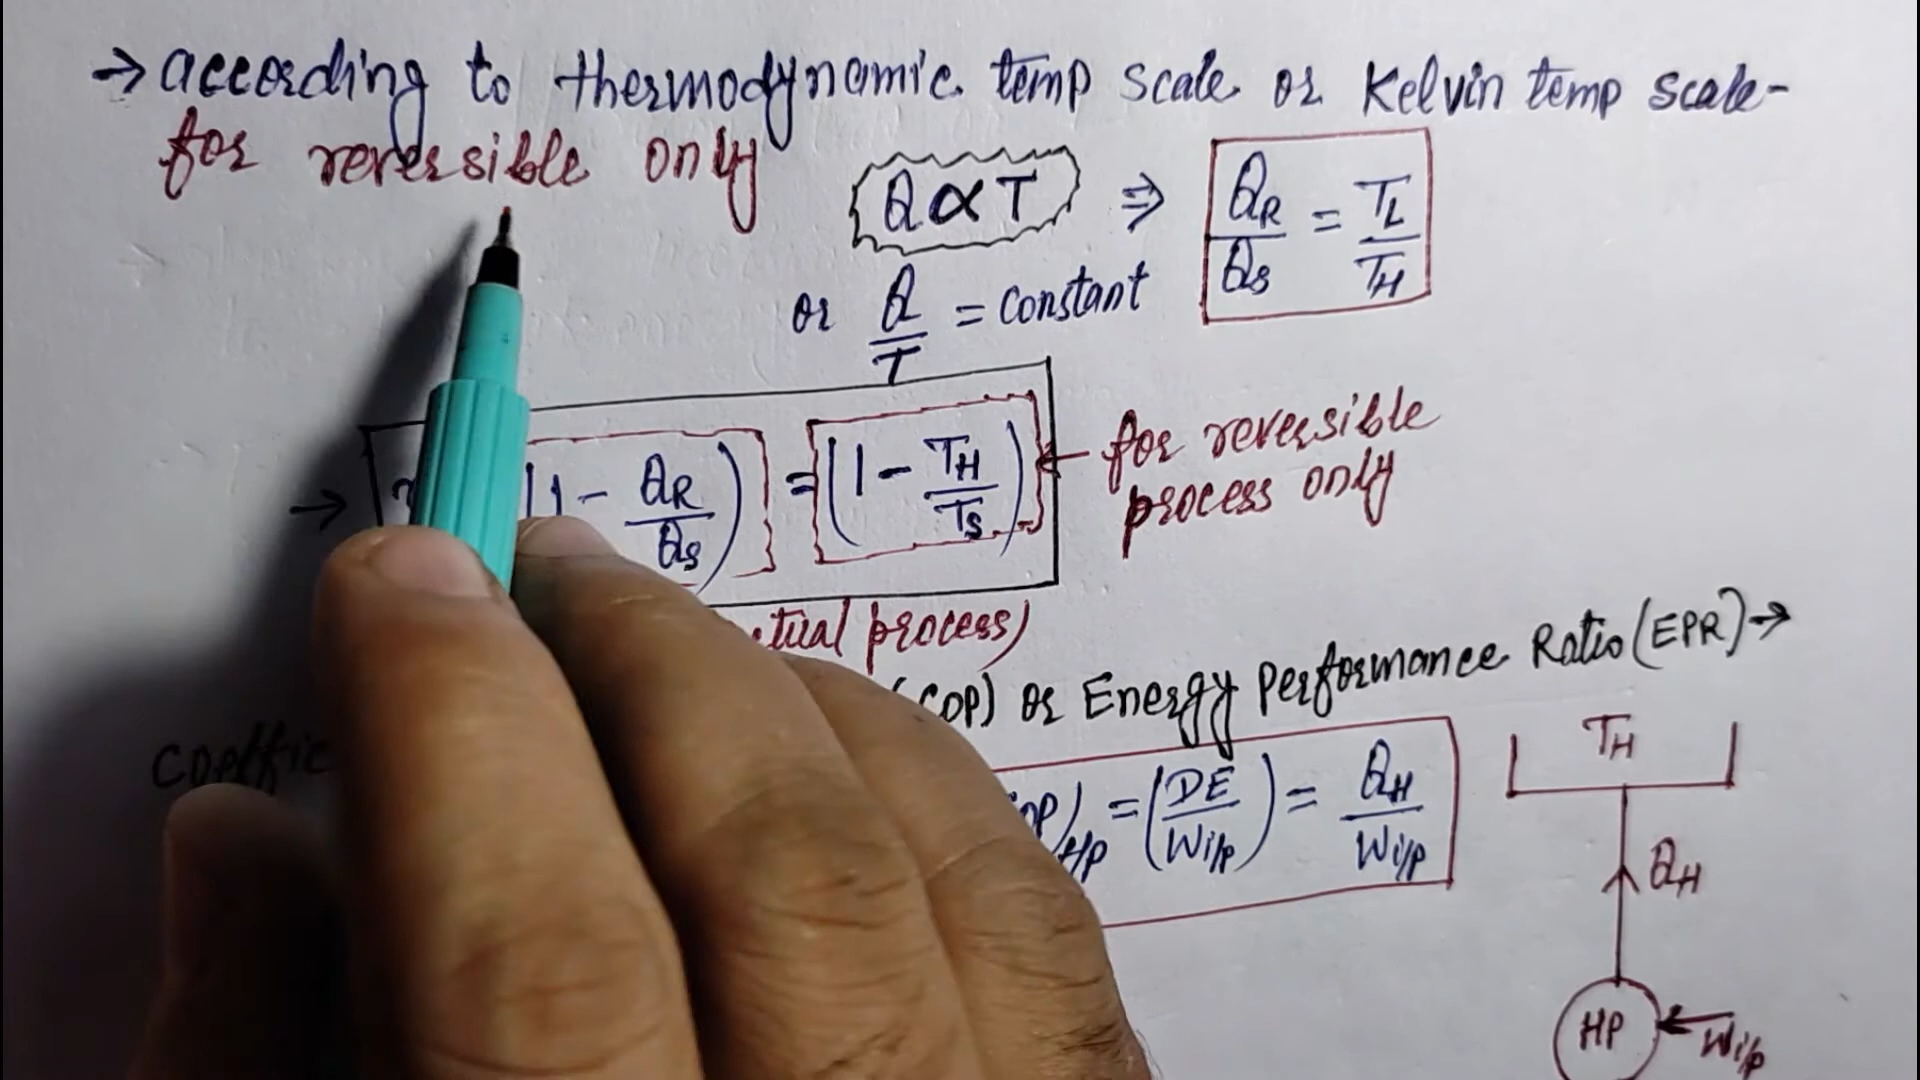 → according to thermodynamic temp scale or Kelvin temp scale-
for reversible only
Q ∝ T ⇒ QR/QS = TL/TH
or Q/T = constant
→ (1 - QR/QS) = (1 - TH/TS) ← for reversible
process only
process)
(COP) or Energy Performance Ratio (EPR) →
HP = (DE/Wi/p) = QH/Wi/p
TH
QH
HP
Wi/p